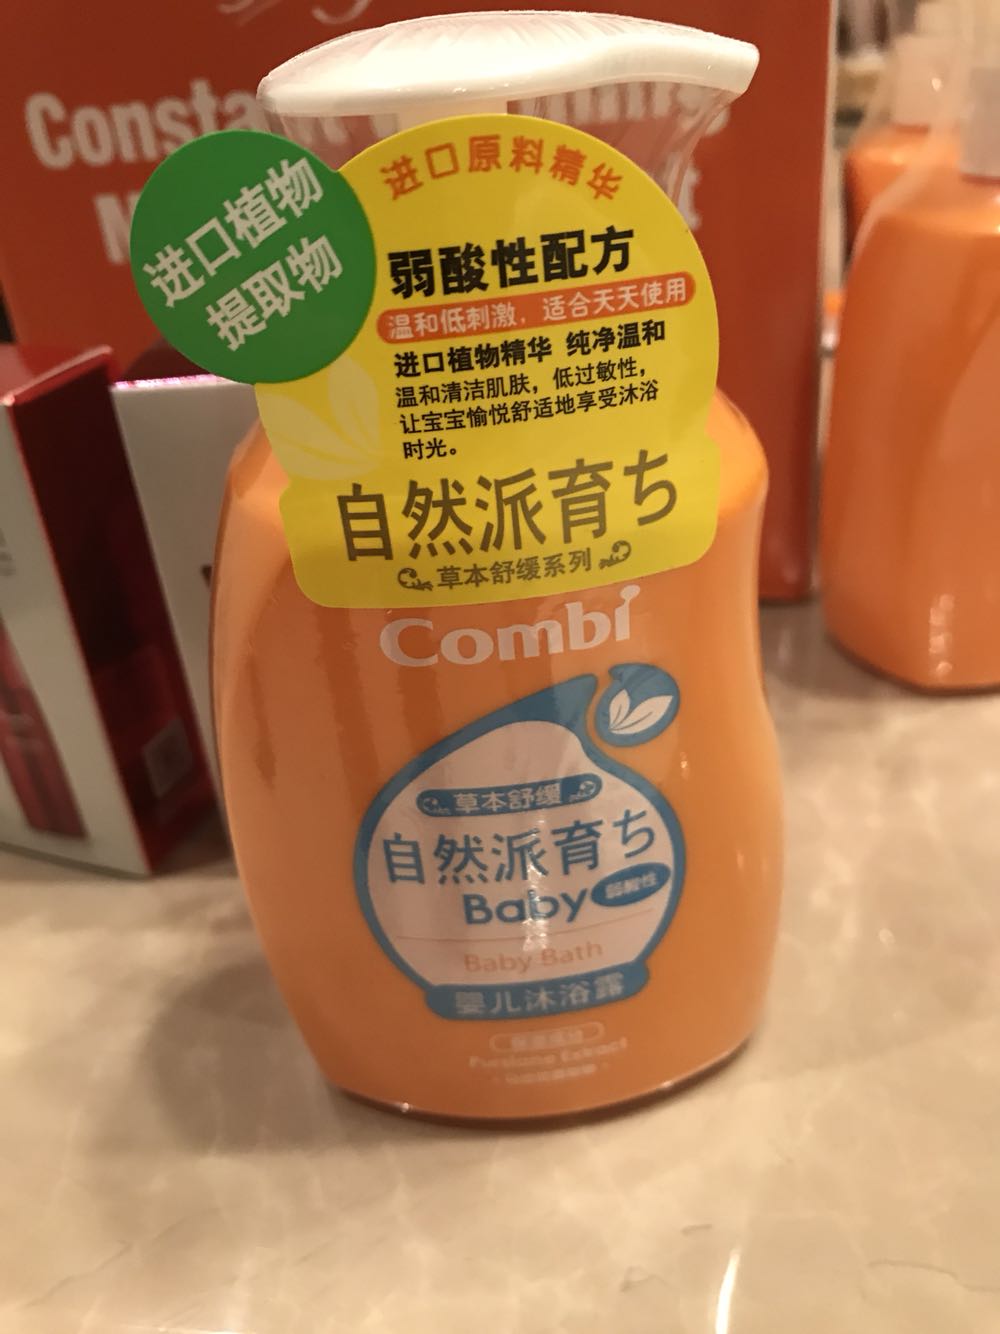 Consta
进口植物
提取物
进口原料精华
弱酸性配方
温和低刺激，适合天天使用
进口植物精华 纯净温和
温和清洁肌肤，低过敏性，
让宝宝愉悦舒适地享受沐浴
时光。
自然派育ち
草本舒缓系列
Combi
草本舒缓
自然派育ち
Baby 弱酸性
Baby Bath
婴儿沐浴露
Purslane Extract